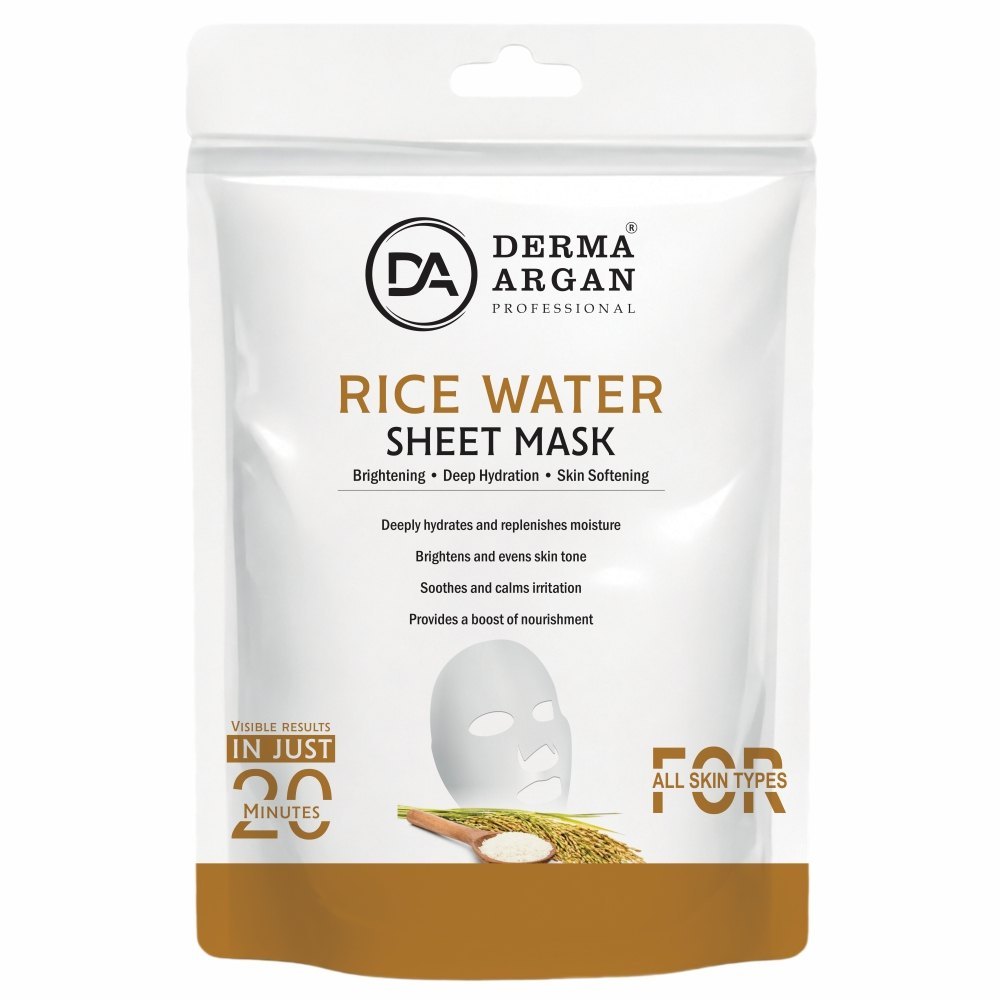 DA
DERMA®
ARGAN
PROFESSIONAL
RICE WATER
SHEET MASK
Brightening • Deep Hydration • Skin Softening
Deeply hydrates and replenishes moisture
Brightens and evens skin tone
Soothes and calms irritation
Provides a boost of nourishment
VISIBLE RESULTS
IN JUST
20
MINUTES
FOR
ALL SKIN TYPES